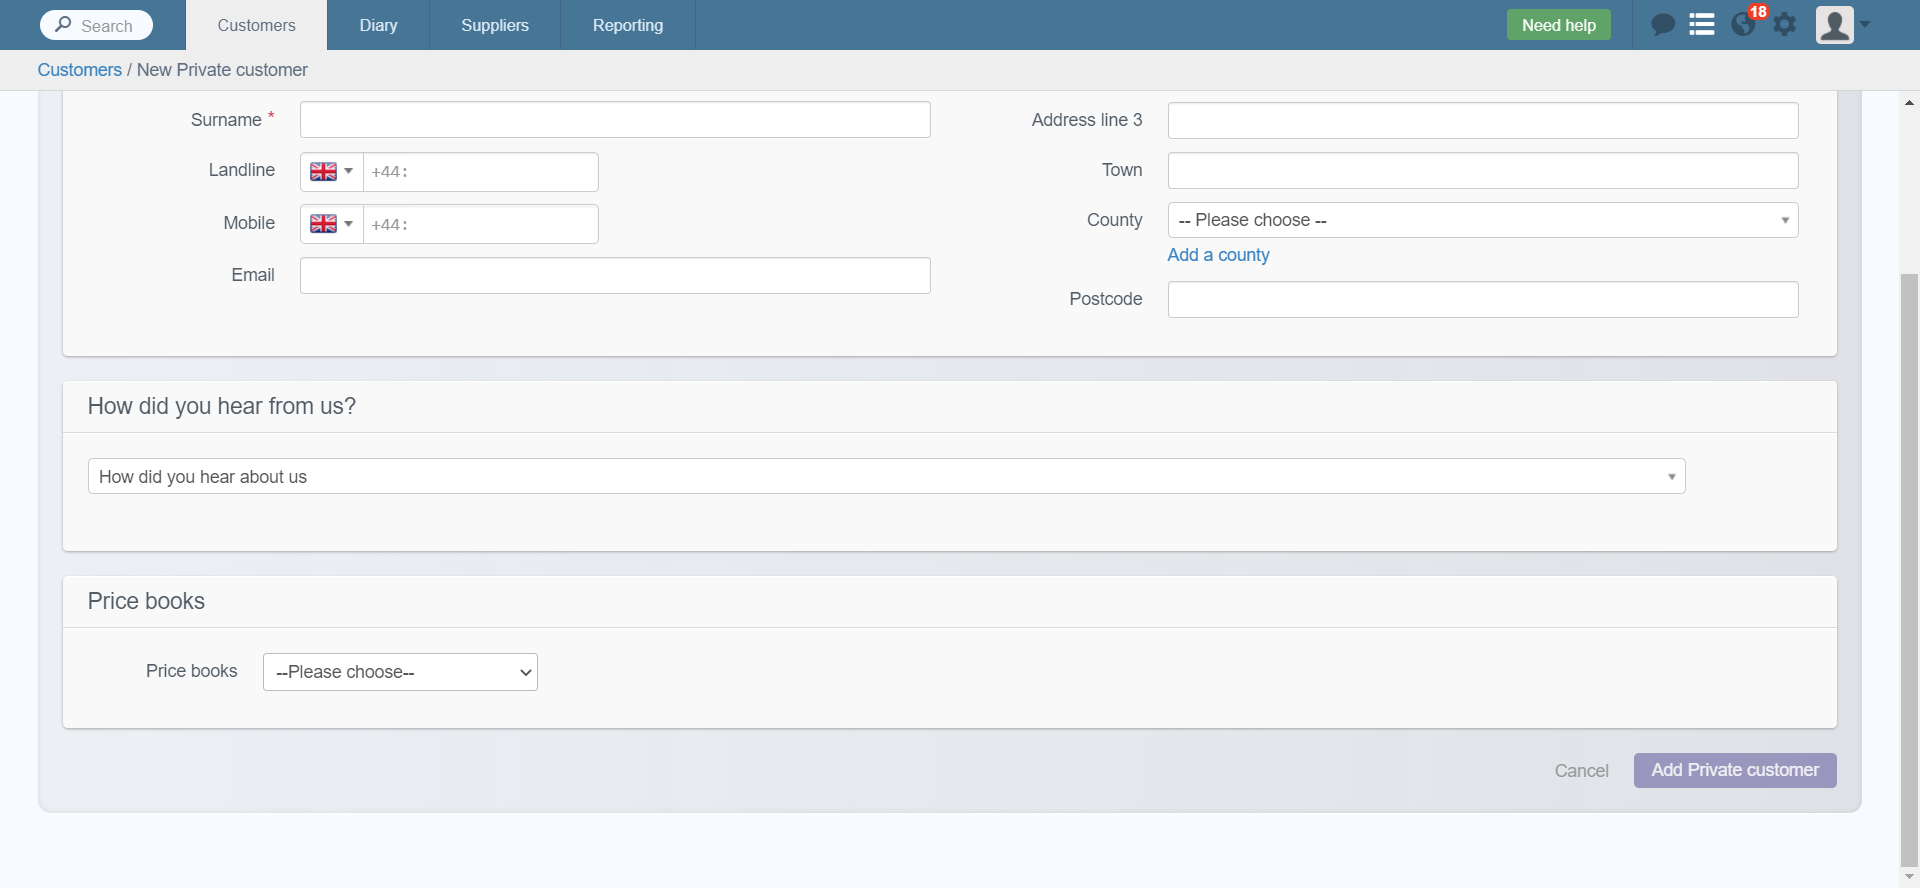 Search
Customers
Diary
Suppliers
Reporting
Need help
18
Customers / New Private customer
Surname *
Address line 3
Landline
+44:
Town
Mobile
+44:
County
-- Please choose --
Add a county
Email
Postcode
How did you hear from us?
How did you hear about us
Price books
Price books
--Please choose--
Cancel
Add Private customer